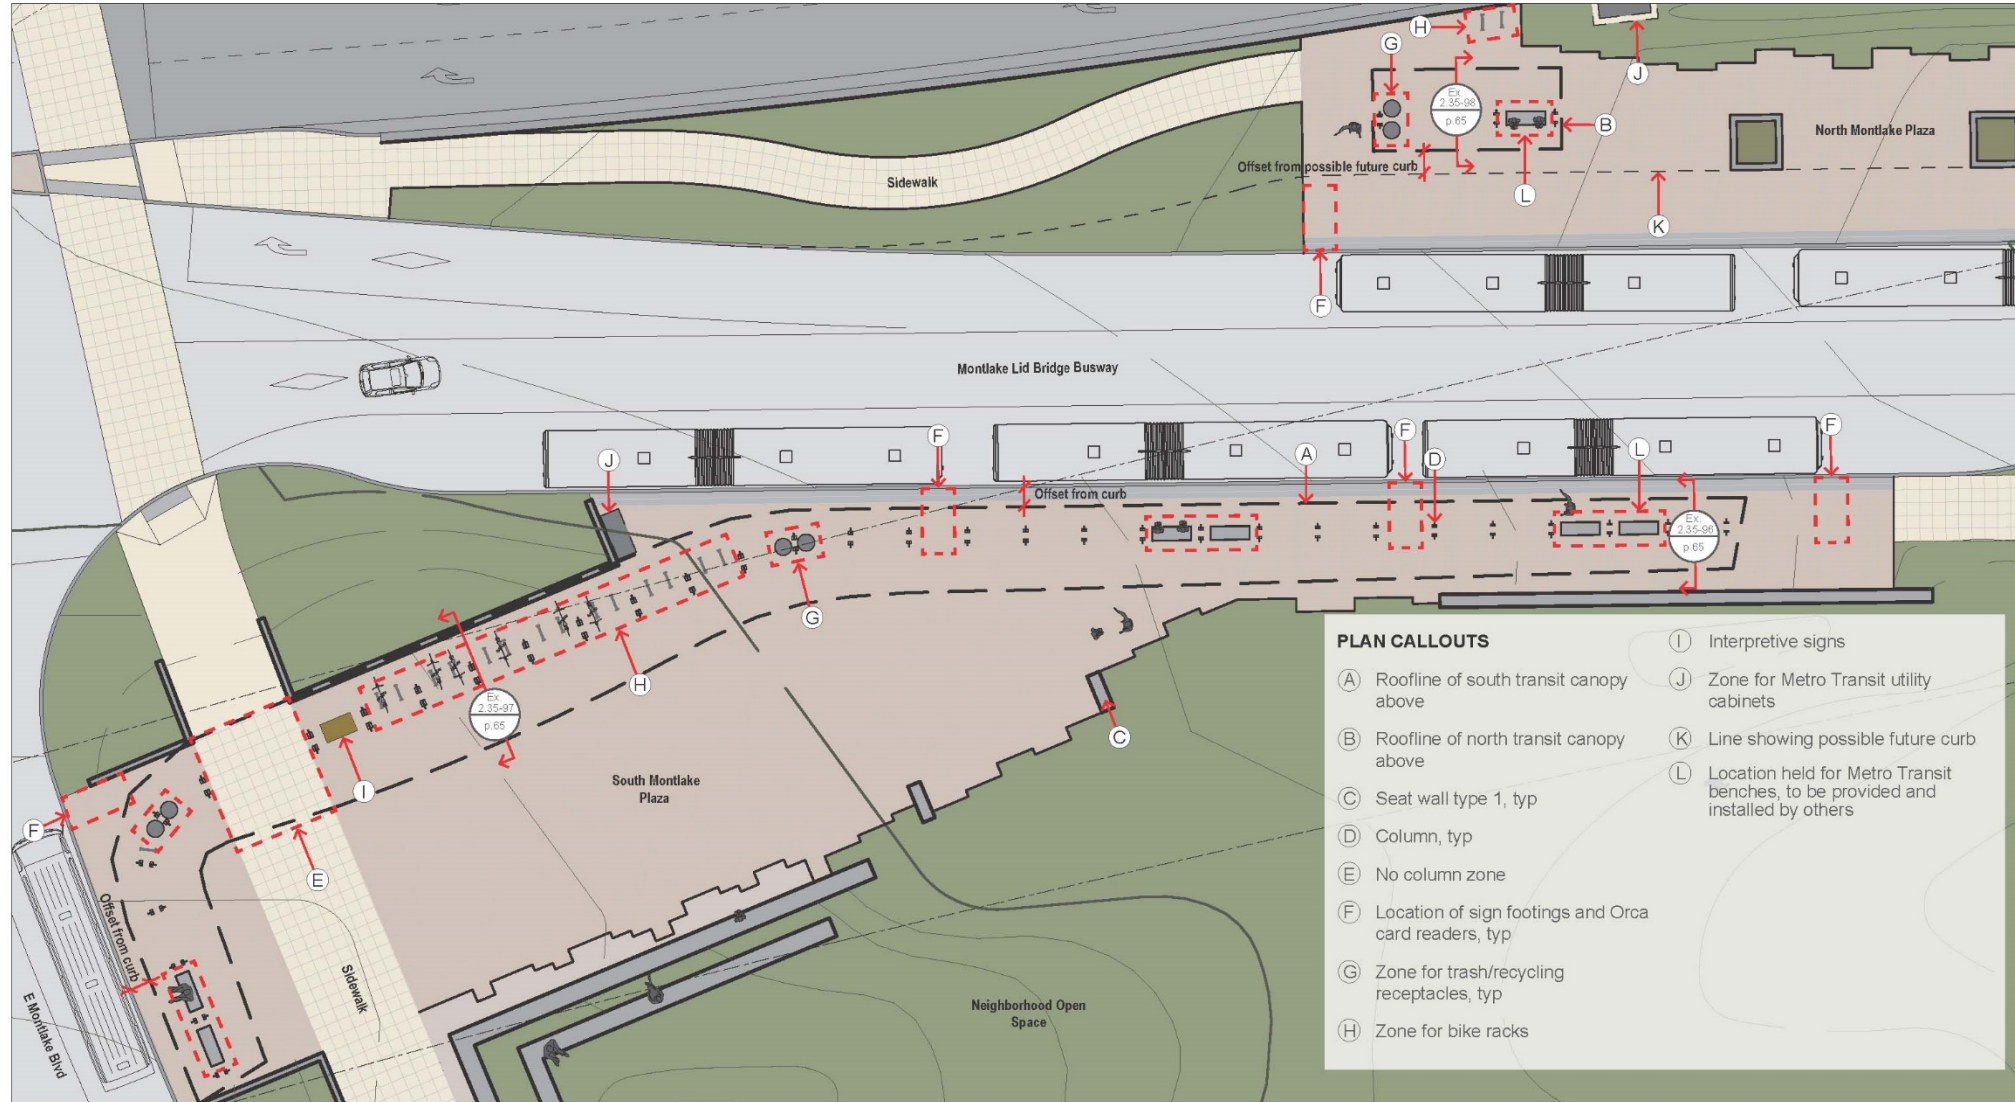 H
G
J
Ex.
2.35-98
p.65
B
North Montlake Plaza
Offset from possible future curb
Sidewalk
L
K
F
Montlake Lid Bridge Busway
F
F
F
J
A
D
L
Offset from curb
Ex.
2.35-96
p.65
G
H
Ex.
2.35-97
p.65
C
I
South Montlake
Plaza
F
E
Offset from curb
Sidewalk
E Montlake Blvd
Neighborhood Open
Space
PLAN CALLOUTS
A Roofline of south transit canopy
above
B Roofline of north transit canopy
above
C Seat wall type 1, typ
D Column, typ
E No column zone
F Location of sign footings and Orca
card readers, typ
G Zone for trash/recycling
receptacles, typ
H Zone for bike racks
I Interpretive signs
J Zone for Metro Transit utility
cabinets
K Line showing possible future curb
L Location held for Metro Transit
benches, to be provided and
installed by others